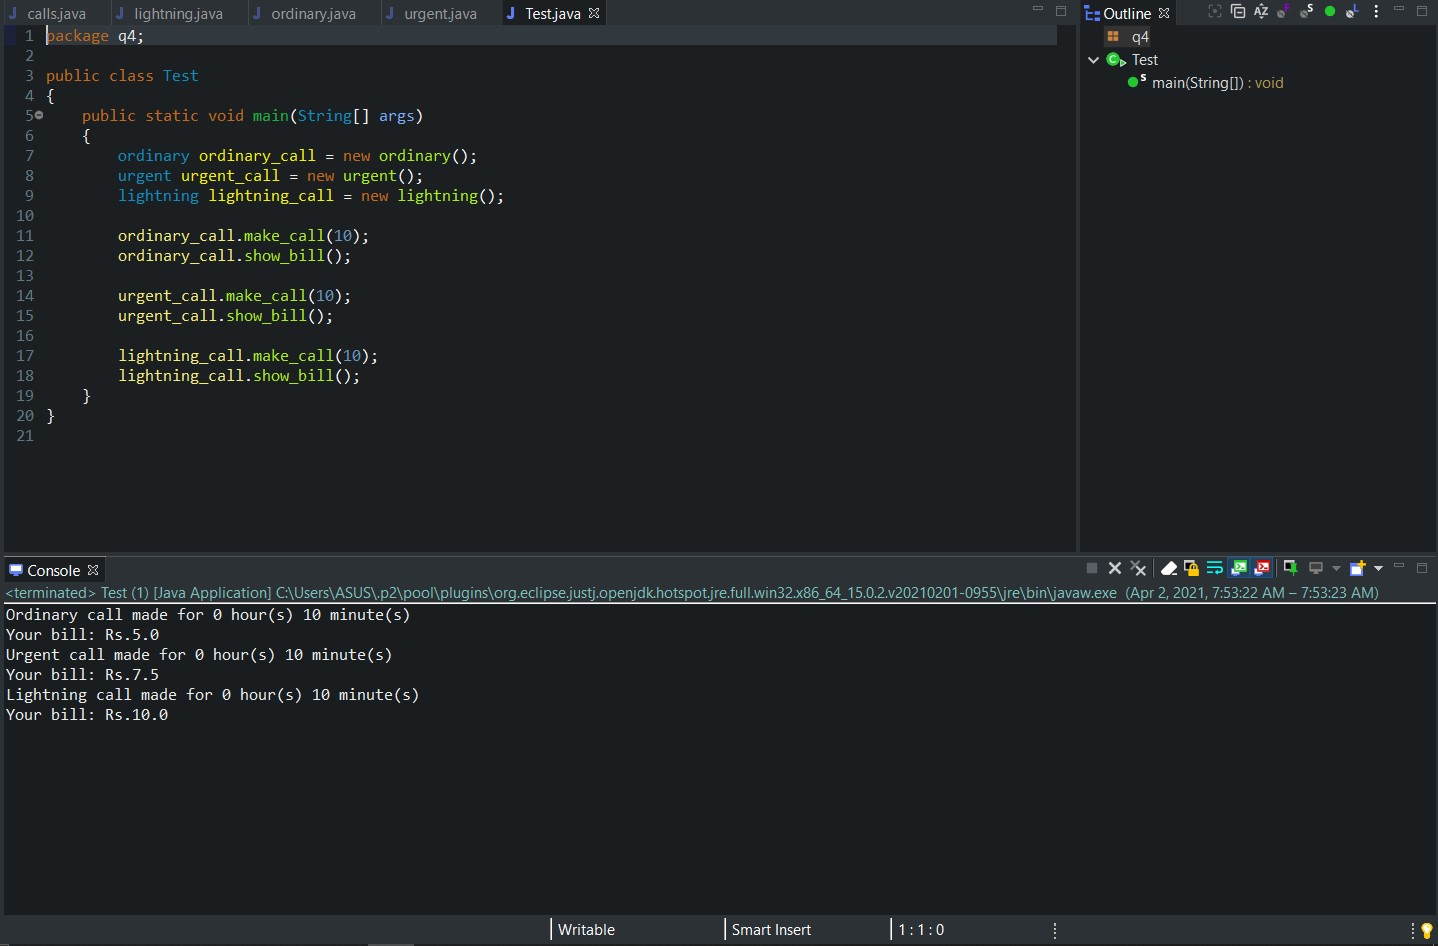 calls.java lightning.java ordinary.java urgent.java Test.java
1 package q4;
2
3 public class Test
4 {
5 public static void main(String[] args)
6 {
7 ordinary ordinary_call = new ordinary();
8 urgent urgent_call = new urgent();
9 lightning lightning_call = new lightning();
10
11 ordinary_call.make_call(10);
12 ordinary_call.show_bill();
13
14 urgent_call.make_call(10);
15 urgent_call.show_bill();
16
17 lightning_call.make_call(10);
18 lightning_call.show_bill();
19 }
20 }
21
Outline
q4
Test
main(String[]) : void
Console
<terminated> Test (1) [Java Application] C:\Users\ASUS\.p2\pool\plugins\org.eclipse.justj.openjdk.hotspot.jre.full.win32.x86_64_15.0.2.v20210201-0955\jre\bin\javaw.exe (Apr 2, 2021, 7:53:22 AM – 7:53:23 AM)
Ordinary call made for 0 hour(s) 10 minute(s)
Your bill: Rs.5.0
Urgent call made for 0 hour(s) 10 minute(s)
Your bill: Rs.7.5
Lightning call made for 0 hour(s) 10 minute(s)
Your bill: Rs.10.0
Writable Smart Insert 1 : 1 : 0